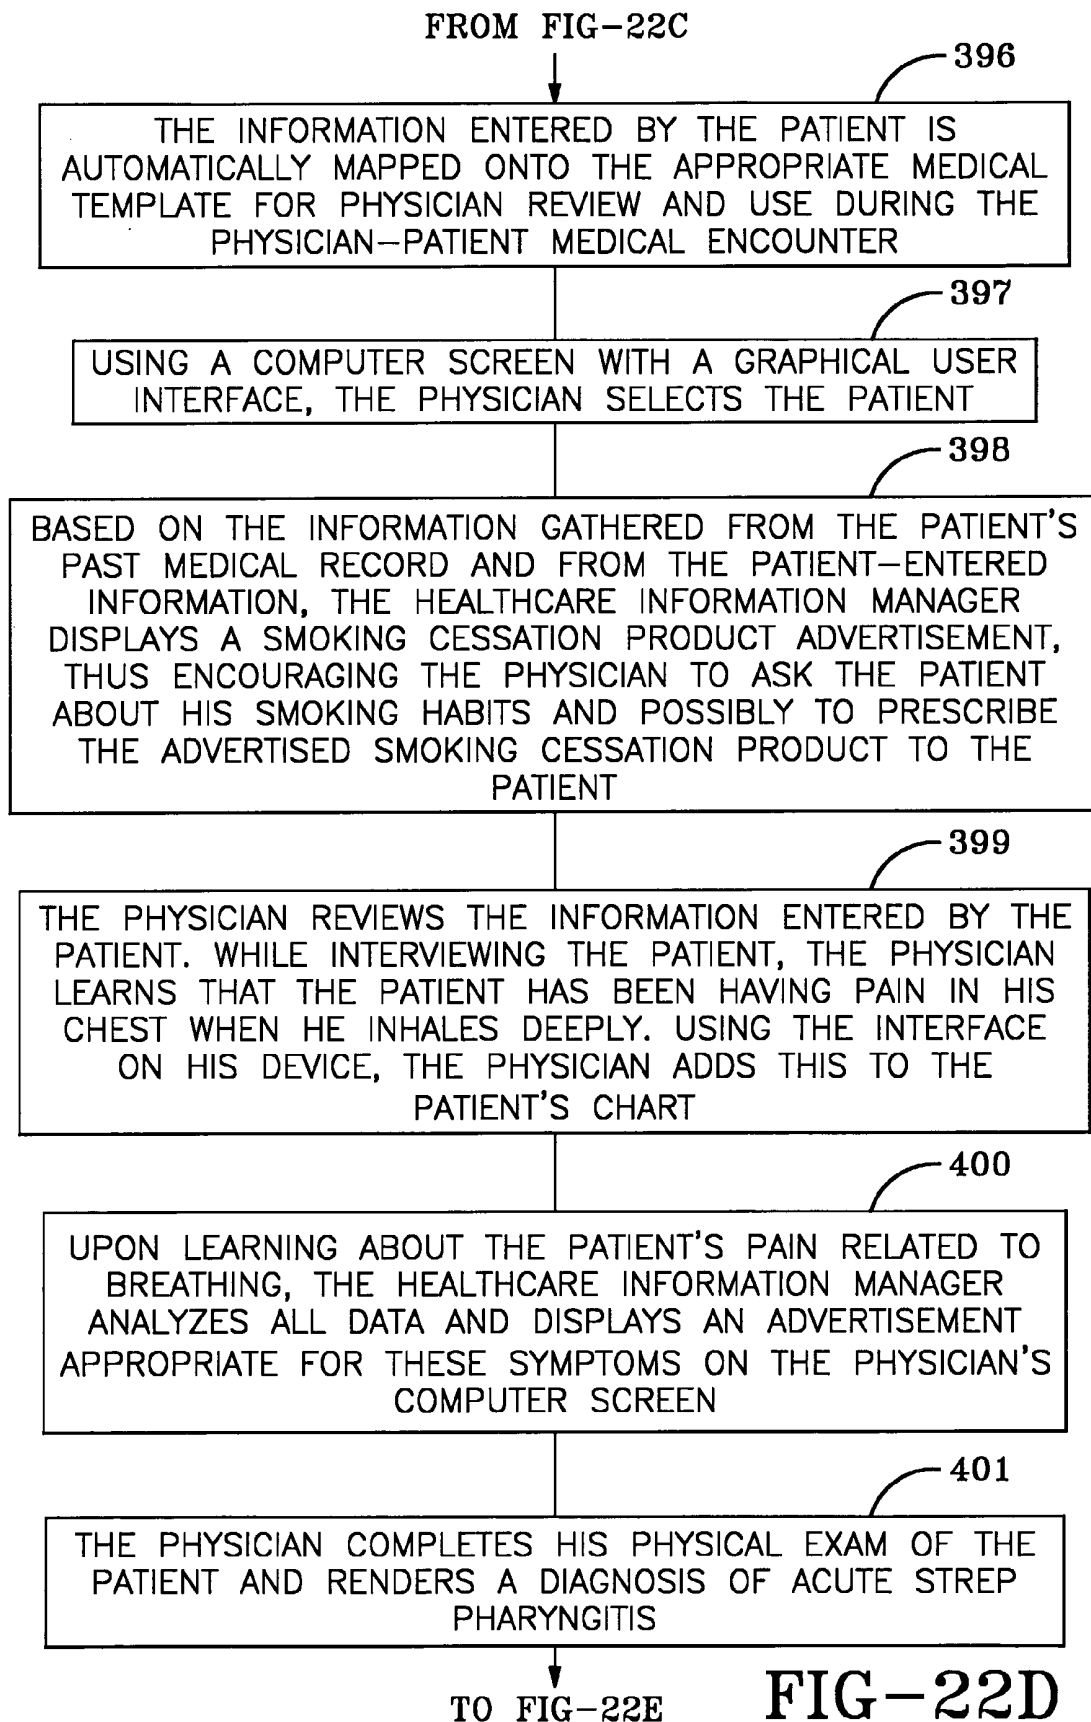 FROM FIG-22C
396
THE INFORMATION ENTERED BY THE PATIENT IS
AUTOMATICALLY MAPPED ONTO THE APPROPRIATE MEDICAL
TEMPLATE FOR PHYSICIAN REVIEW AND USE DURING THE
PHYSICIAN-PATIENT MEDICAL ENCOUNTER
397
USING A COMPUTER SCREEN WITH A GRAPHICAL USER
INTERFACE, THE PHYSICIAN SELECTS THE PATIENT
398
BASED ON THE INFORMATION GATHERED FROM THE PATIENT'S
PAST MEDICAL RECORD AND FROM THE PATIENT-ENTERED
INFORMATION, THE HEALTHCARE INFORMATION MANAGER
DISPLAYS A SMOKING CESSATION PRODUCT ADVERTISEMENT,
THUS ENCOURAGING THE PHYSICIAN TO ASK THE PATIENT
ABOUT HIS SMOKING HABITS AND POSSIBLY TO PRESCRIBE
THE ADVERTISED SMOKING CESSATION PRODUCT TO THE
PATIENT
399
THE PHYSICIAN REVIEWS THE INFORMATION ENTERED BY THE
PATIENT. WHILE INTERVIEWING THE PATIENT, THE PHYSICIAN
LEARNS THAT THE PATIENT HAS BEEN HAVING PAIN IN HIS
CHEST WHEN HE INHALES DEEPLY. USING THE INTERFACE
ON HIS DEVICE, THE PHYSICIAN ADDS THIS TO THE
PATIENT'S CHART
400
UPON LEARNING ABOUT THE PATIENT'S PAIN RELATED TO
BREATHING, THE HEALTHCARE INFORMATION MANAGER
ANALYZES ALL DATA AND DISPLAYS AN ADVERTISEMENT
APPROPRIATE FOR THESE SYMPTOMS ON THE PHYSICIAN'S
COMPUTER SCREEN
401
THE PHYSICIAN COMPLETES HIS PHYSICAL EXAM OF THE
PATIENT AND RENDERS A DIAGNOSIS OF ACUTE STREP
PHARYNGITIS
TO FIG-22E
FIG-22D